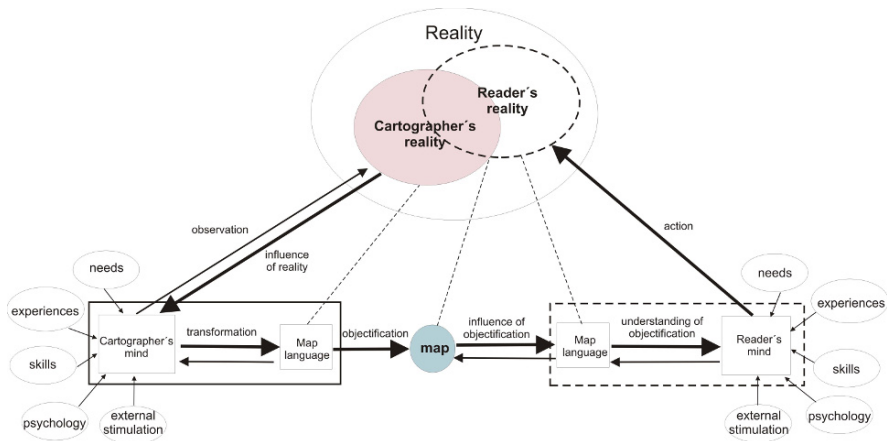 Reality
Reader´s
reality
Cartographer´s
reality
observation
influence
of reality
action
needs
experiences
skills
psychology
external
stimulation
Cartographer´s
mind
transformation
Map
language
objectification
map
influence of
objectification
Map
language
understanding of
objectification
Reader´s
mind
needs
experiences
skills
psychology
external
stimulation